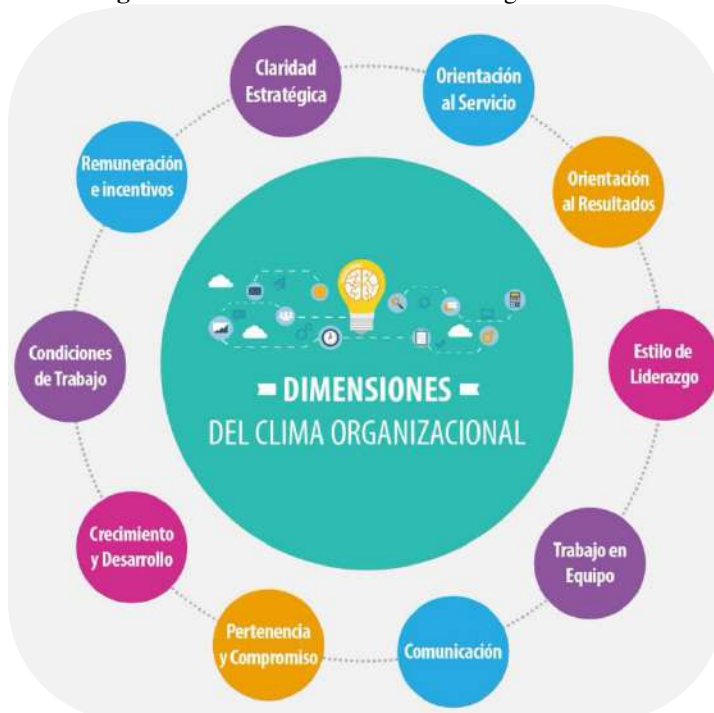 Claridad
Estratégica
Orientación
al Servicio
Remuneración
e incentivos
Orientación
al Resultados
Condiciones
de Trabajo
Estilo de
Liderazgo
DIMENSIONES
DEL CLIMA ORGANIZACIONAL
Crecimiento
y Desarrollo
Trabajo en
Equipo
Pertenencia
y Compromiso
Comunicación